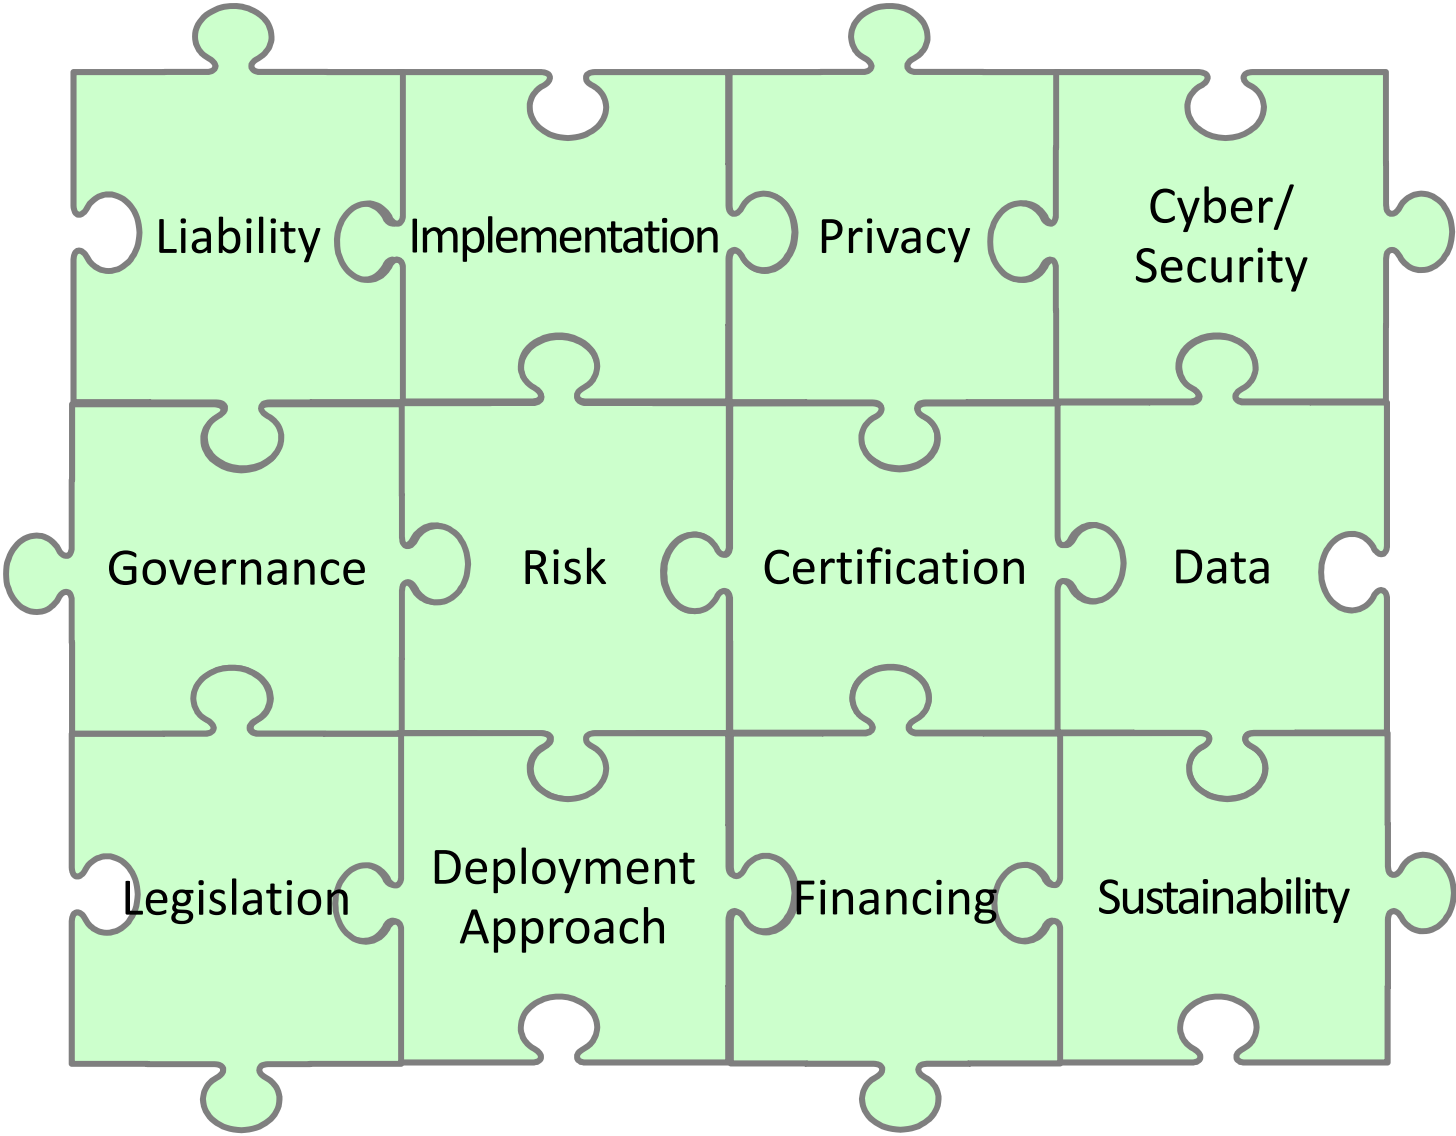 Liability
Implementation
Privacy
Cyber/
Security
Governance
Risk
Certification
Data
Legislation
Deployment
Approach
Financing
Sustainability